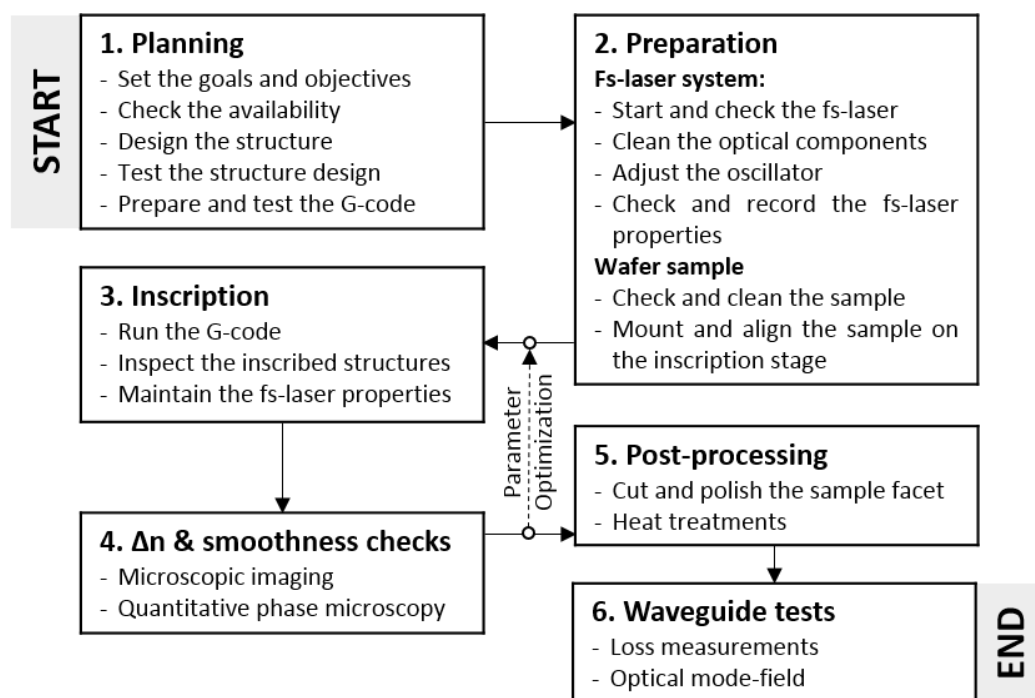 START
1. Planning
- Set the goals and objectives
- Check the availability
- Design the structure
- Test the structure design
- Prepare and test the G-code
2. Preparation
Fs-laser system:
- Start and check the fs-laser
- Clean the optical components
- Adjust the oscillator
- Check and record the fs-laser
properties
Wafer sample
- Check and clean the sample
- Mount and align the sample on
the inscription stage
3. Inscription
- Run the G-code
- Inspect the inscribed structures
- Maintain the fs-laser properties
Parameter
Optimization
4. Δn & smoothness checks
- Microscopic imaging
- Quantitative phase microscopy
5. Post-processing
- Cut and polish the sample facet
- Heat treatments
6. Waveguide tests
- Loss measurements
- Optical mode-field
END